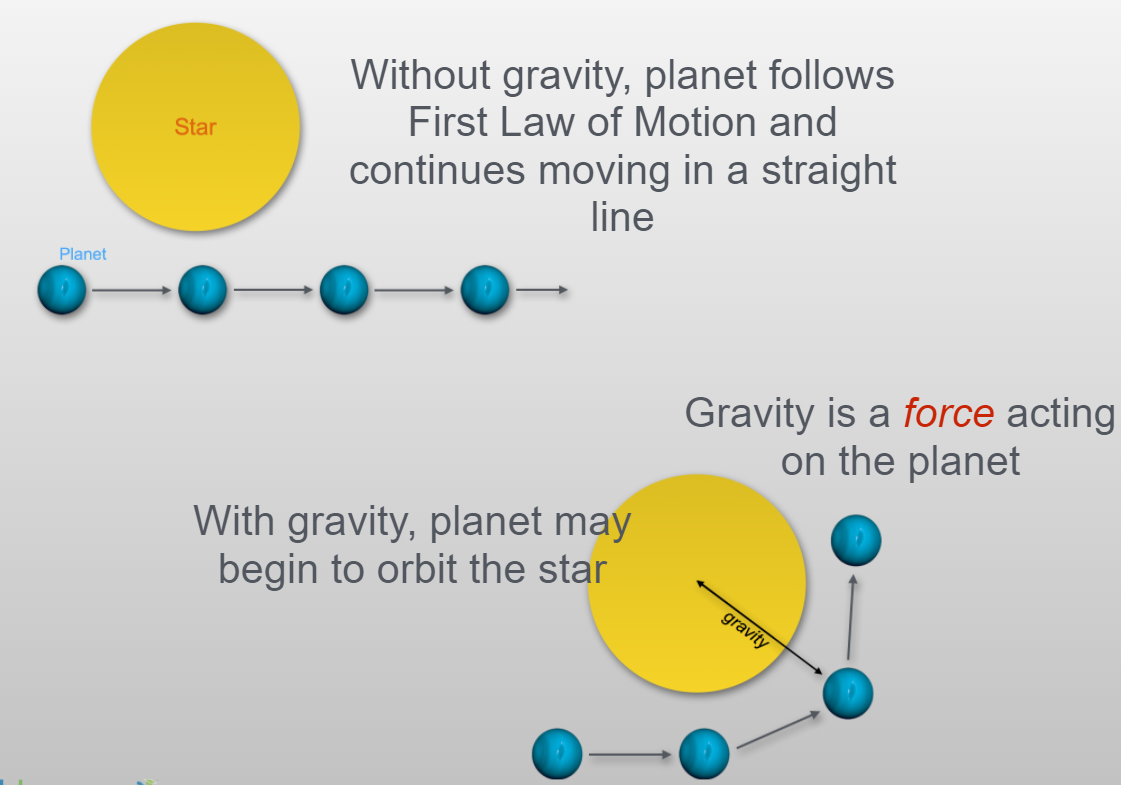 Star
Without gravity, planet follows
First Law of Motion and
continues moving in a straight
line
Planet
Gravity is a force acting
on the planet
With gravity, planet may
begin to orbit the star
gravity